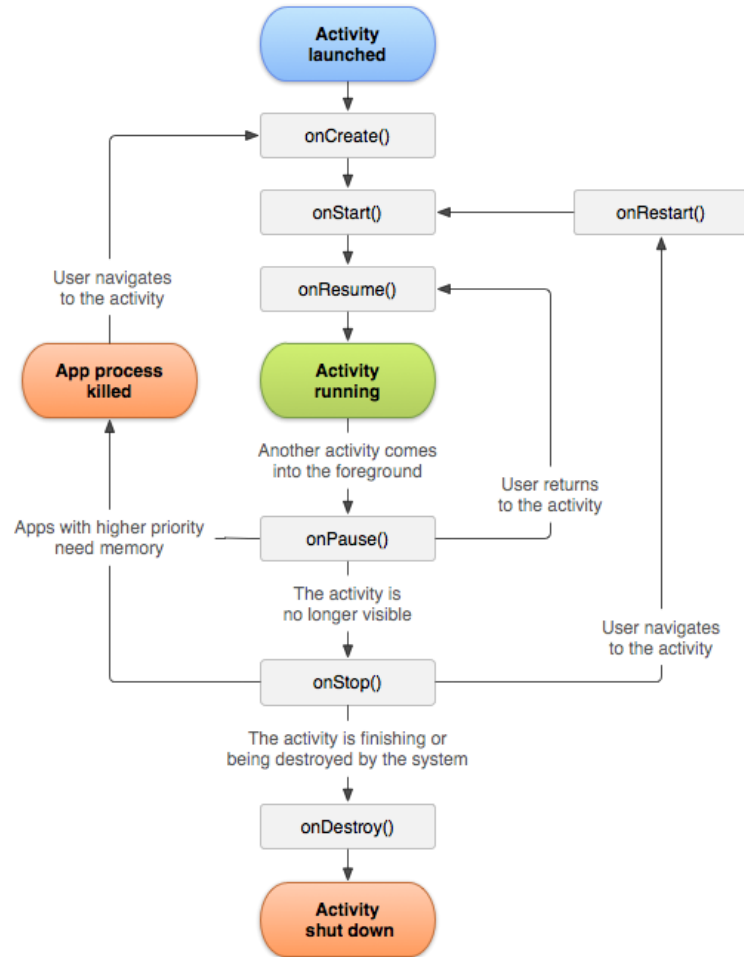 Activity
launched
onCreate()
onStart()
onRestart()
User navigates
to the activity
onResume()
App process
killed
Activity
running
Another activity comes
into the foreground
User returns
to the activity
Apps with higher priority
need memory
onPause()
The activity is
no longer visible
User navigates
to the activity
onStop()
The activity is finishing or
being destroyed by the system
onDestroy()
Activity
shut down